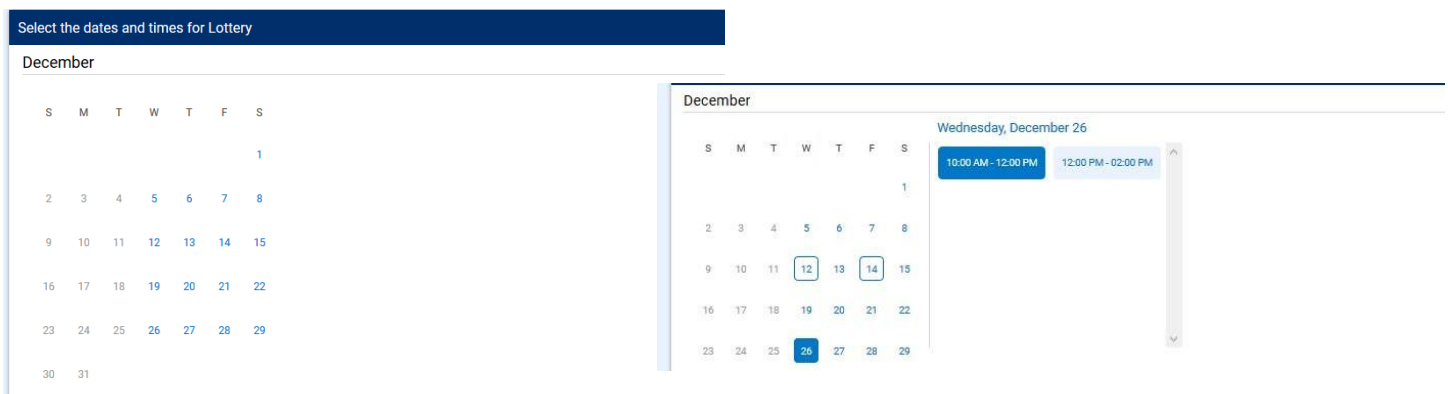 Select the dates and times for Lottery
December
S M T W T F S
1
2 3 4 5 6 7 8
9 10 11 12 13 14 15
16 17 18 19 20 21 22
23 24 25 26 27 28 29
30 31
December
Wednesday, December 26
S M T W T F S
10:00 AM - 12:00 PM 12:00 PM - 02:00 PM
1
2 3 4 5 6 7 8
9 10 11 12 13 14 15
16 17 18 19 20 21 22
23 24 25 26 27 28 29